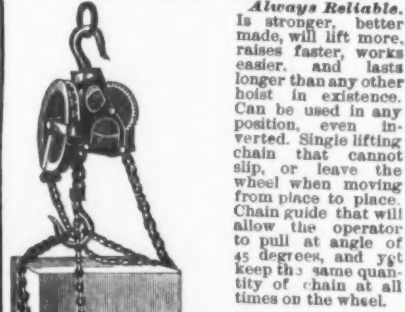 Always Reliable.
Is stronger, better
made, will lift more,
raises faster, works
easier, and lasts
longer than any other
hoist in existence.
Can be used in any
position, even in-
verted. Single lifting
chain that cannot
slip, or leave the
wheel when moving
from place to place.
Chain guide that will
allow the operator
to pull at angle of
45 degrees, and yet
keep the same quan-
tity of chain at all
times on the wheel.